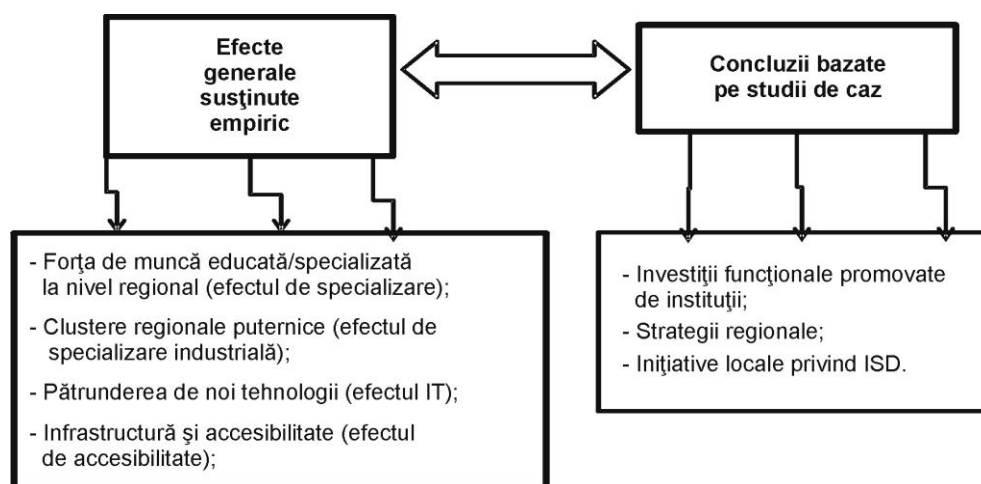 Efecte
generale
susţinute
empiric
Concluzii bazate
pe studii de caz
- Forţa de muncă educată/specializată
la nivel regional (efectul de specializare);
- Clustere regionale puternice (efectul de
specializare industrială);
- Pătrunderea de noi tehnologii (efectul IT);
- Infrastructură şi accesibilitate (efectul
de accesibilitate);
- Investiţii funcţionale promovate
de instituţii;
- Strategii regionale;
- Iniţiative locale privind ISD.